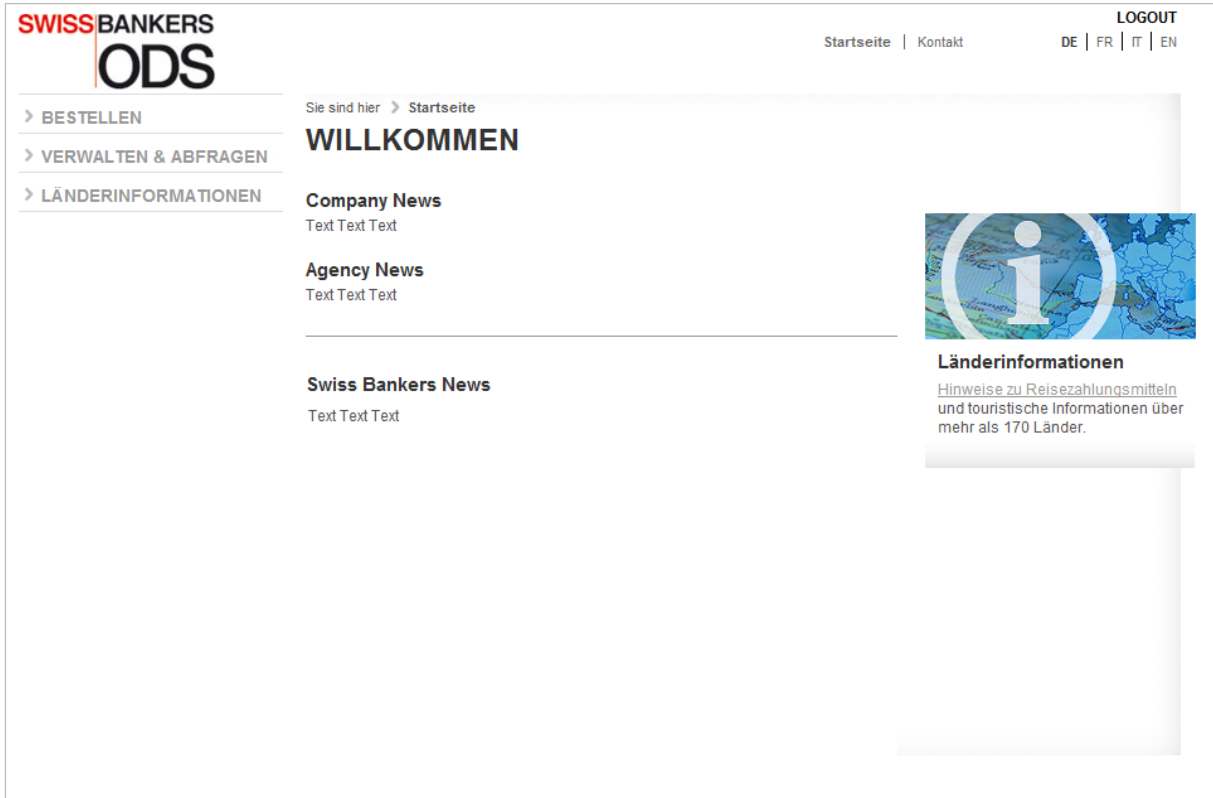 SWISSBANKERS
ODS
LOGOUT
Startseite | Kontakt
DE | FR | IT | EN
BESTELLEN
VERWALTEN & ABFRAGEN
LÄNDERINFORMATIONEN
Sie sind hier > Startseite
WILLKOMMEN
Company News
Text Text Text
Agency News
Text Text Text
Swiss Bankers News
Text Text Text
Länderinformationen
Hinweise zu Reisezahlungsmitteln
und touristische Informationen über
mehr als 170 Länder.